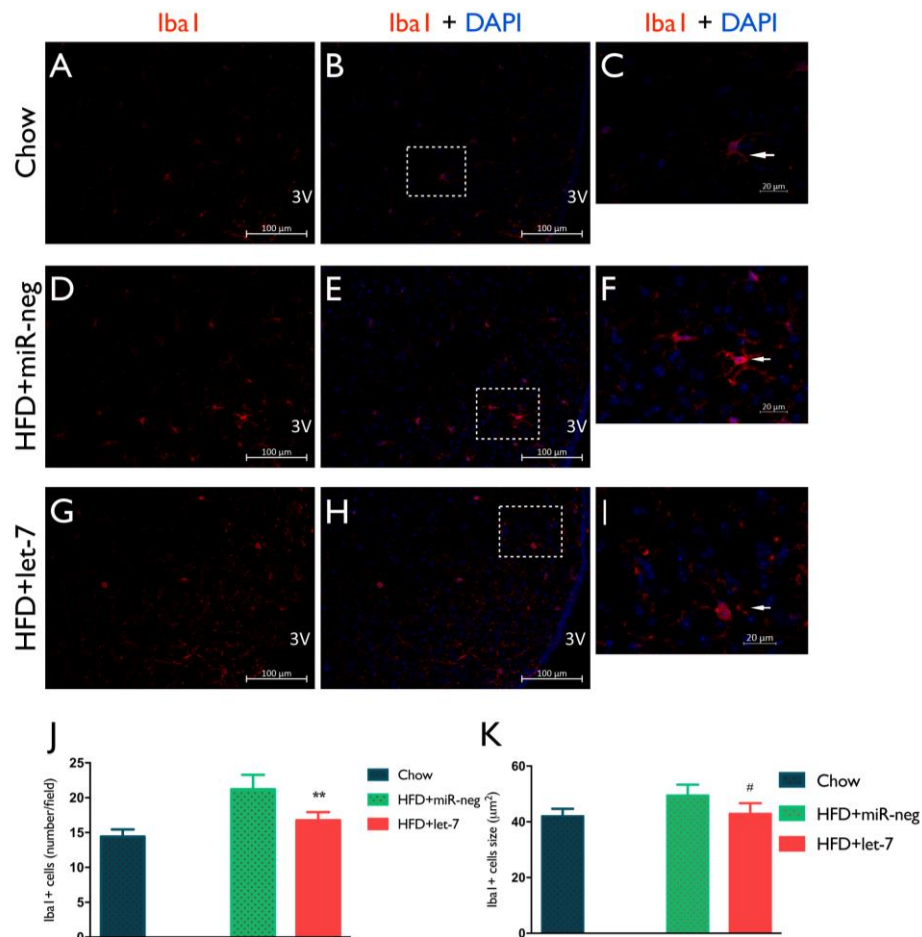 Iba1
Iba1 + DAPI
Iba1 + DAPI
Chow
A
3V
100 µm
B
3V
100 µm
C
20 µm
HFD+miR-neg
D
3V
100 µm
E
3V
100 µm
F
20 µm
HFD+let-7
G
3V
100 µm
H
3V
100 µm
I
20 µm
J
Iba1+ cells (number/field)
25
20
15
10
5
0
**
Chow
HFD+miR-neg
HFD+let-7
K
Iba1+ cells size (µm²)
60
40
20
0
#
Chow
HFD+miR-neg
HFD+let-7